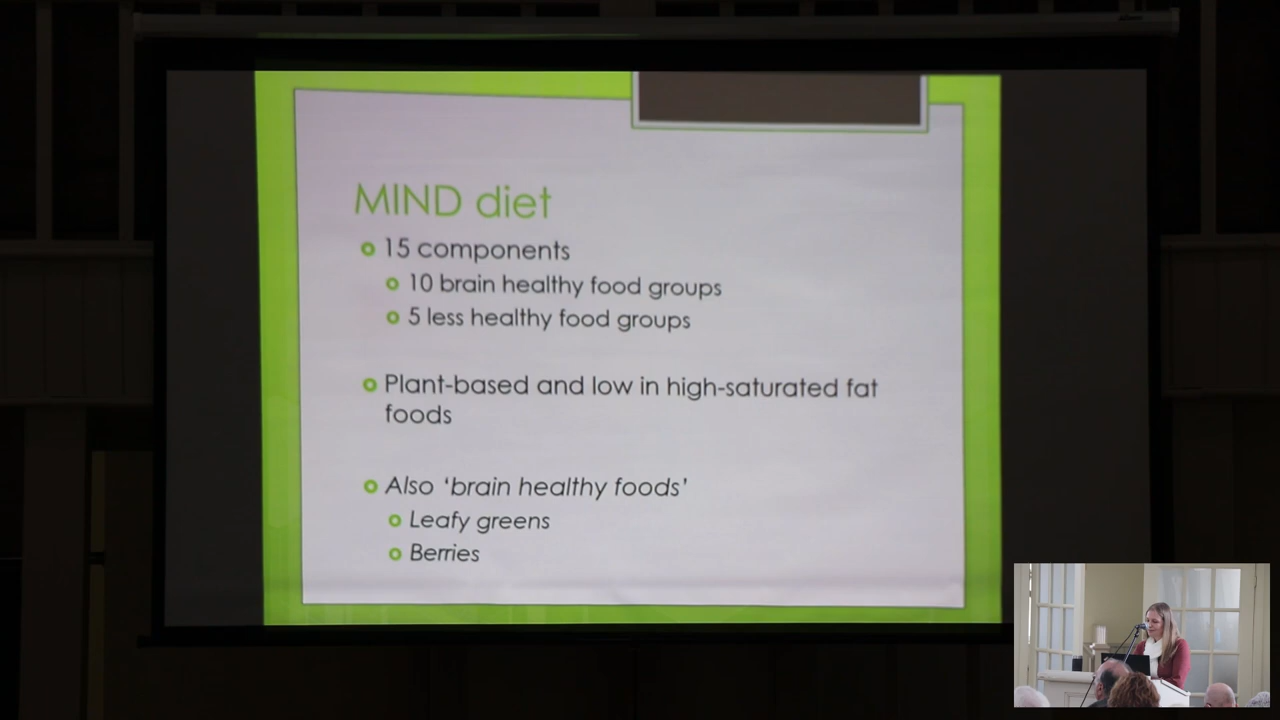 MIND diet
15 components
10 brain healthy food groups
5 less healthy food groups
Plant-based and low in high-saturated fat
foods
Also ‘brain healthy foods’
Leafy greens
Berries